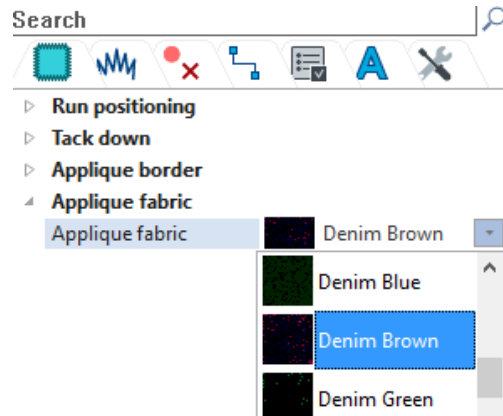 Search
A
Run positioning
Tack down
Applique border
Applique fabric
Applique fabric Denim Brown
Denim Blue
Denim Brown
Denim Green